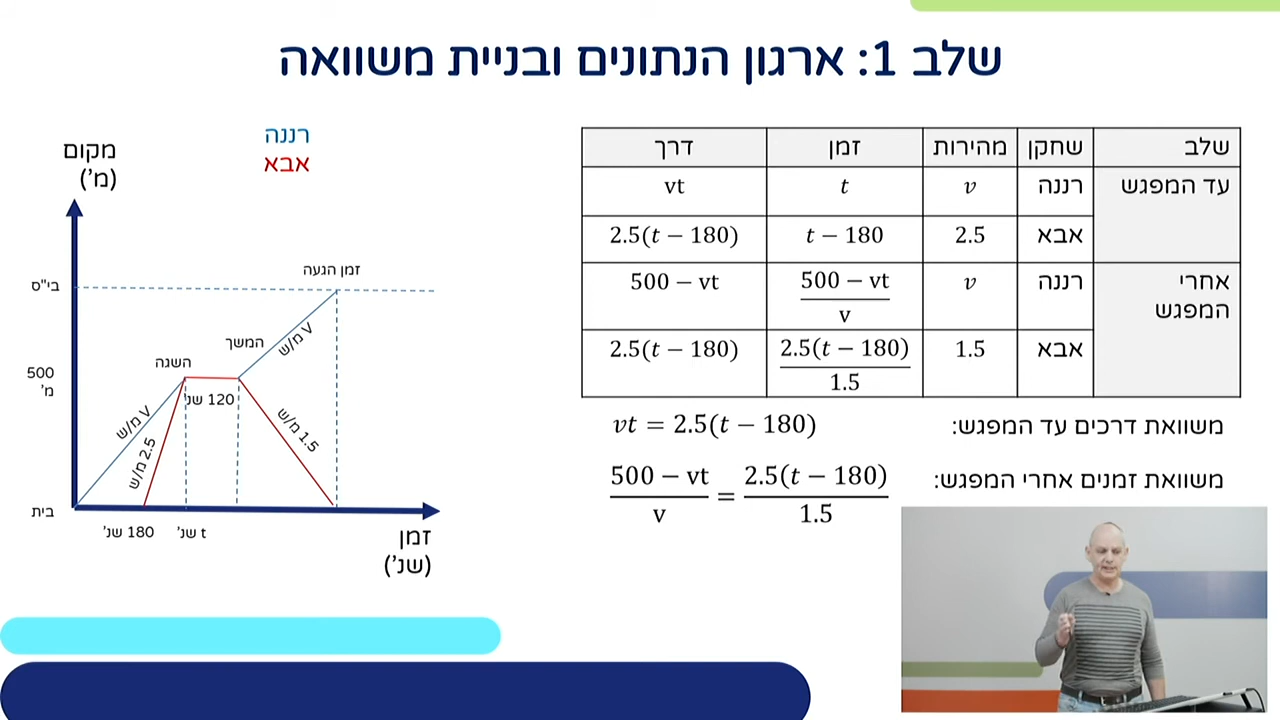 שלב 1: ארגון הנתונים ובניית משוואה
רננה
אבא
מקום
(מ')
בי"ס
500
מ'
בית
זמן הגעה
המשך
השגה
120 שנ'
v מ/ש
v מ/ש
2.5 מ/ש
1.5 מ/ש
180 שנ'
t שנ'
זמן
(שנ')
שלב שחקן מהירות זמן דרך
עד המפגש רננה v t vt
אבא 2.5 t − 180 2.5(t − 180)
אחרי המפגש רננה v (500 − vt)/v 500 − vt
אבא 1.5 2.5(t − 180)/1.5 2.5(t − 180)
משוואת דרכים עד המפגש: vt = 2.5(t − 180)
משוואת זמנים אחרי המפגש: (500 − vt)/v = 2.5(t − 180)/1.5